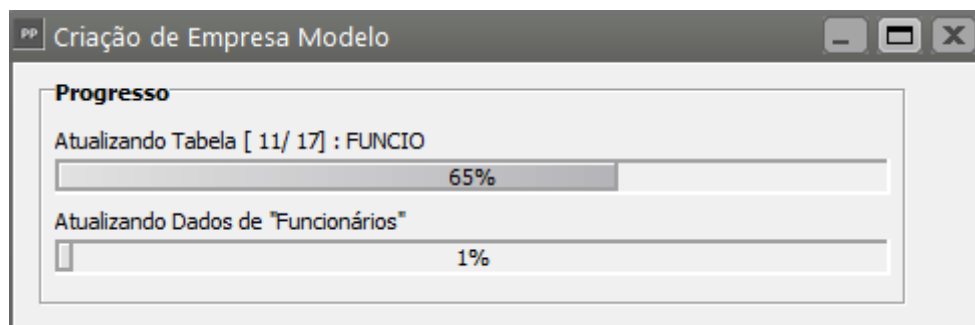 PP Criação de Empresa Modelo
Progresso
Atualizando Tabela [ 11/ 17] : FUNCIO
65%
Atualizando Dados de "Funcionários"
1%